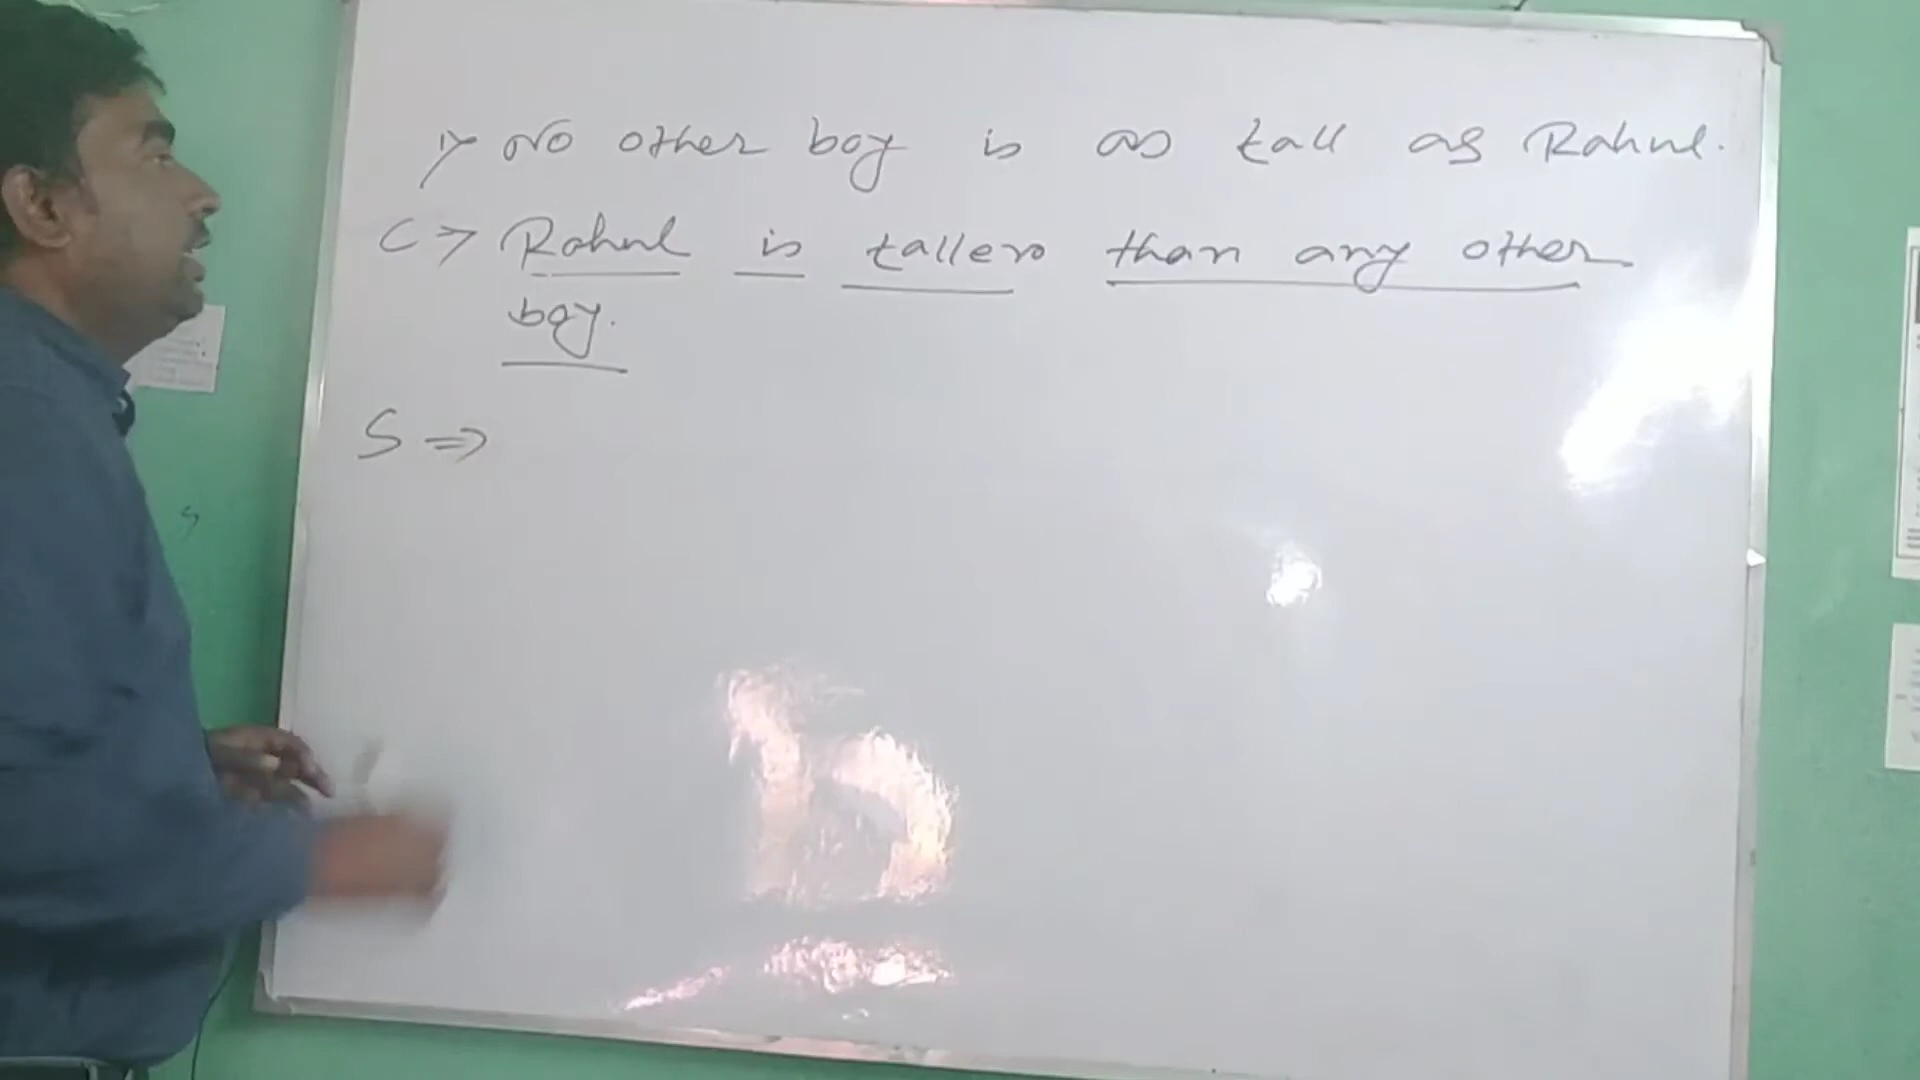 1> No other boy is as tall as Rahul.
C => Rahul is taller than any other
boy.
S =>